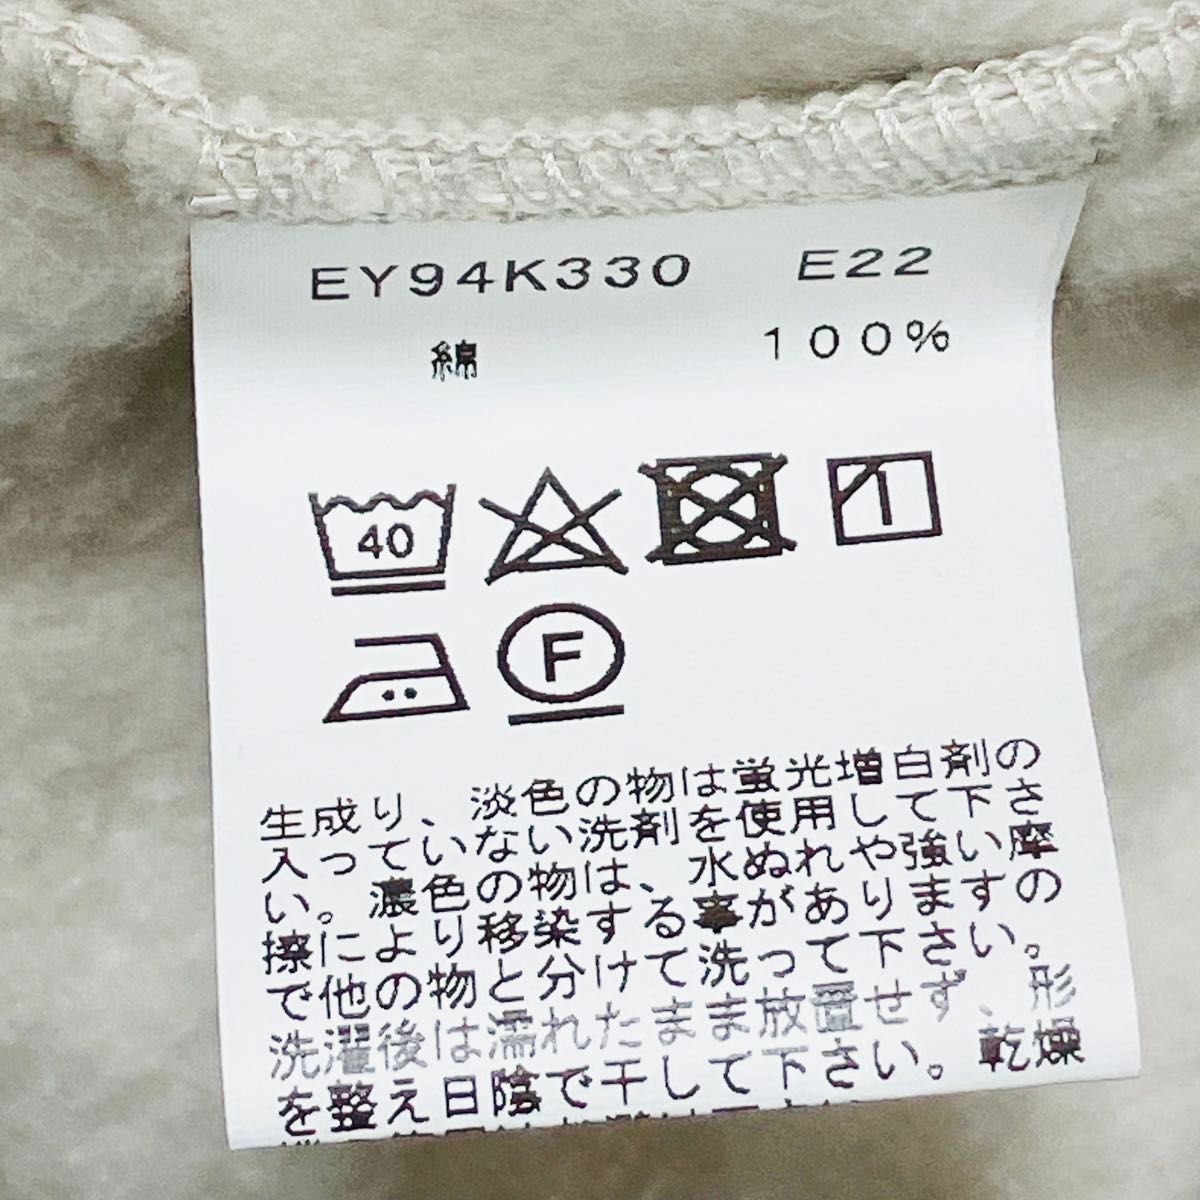 EY94K330 E22
綿 100%
40
F
生成り、淡色の物は蛍光増白剤の
入っていない洗剤を使用して下さ
い。濃色の物は、水ぬれや強い摩
擦により移染する事がありますの
で他の物と分けて洗って下さい。
洗濯後は濡れたまま放置せず、形
を整え日陰で干して下さい。乾燥